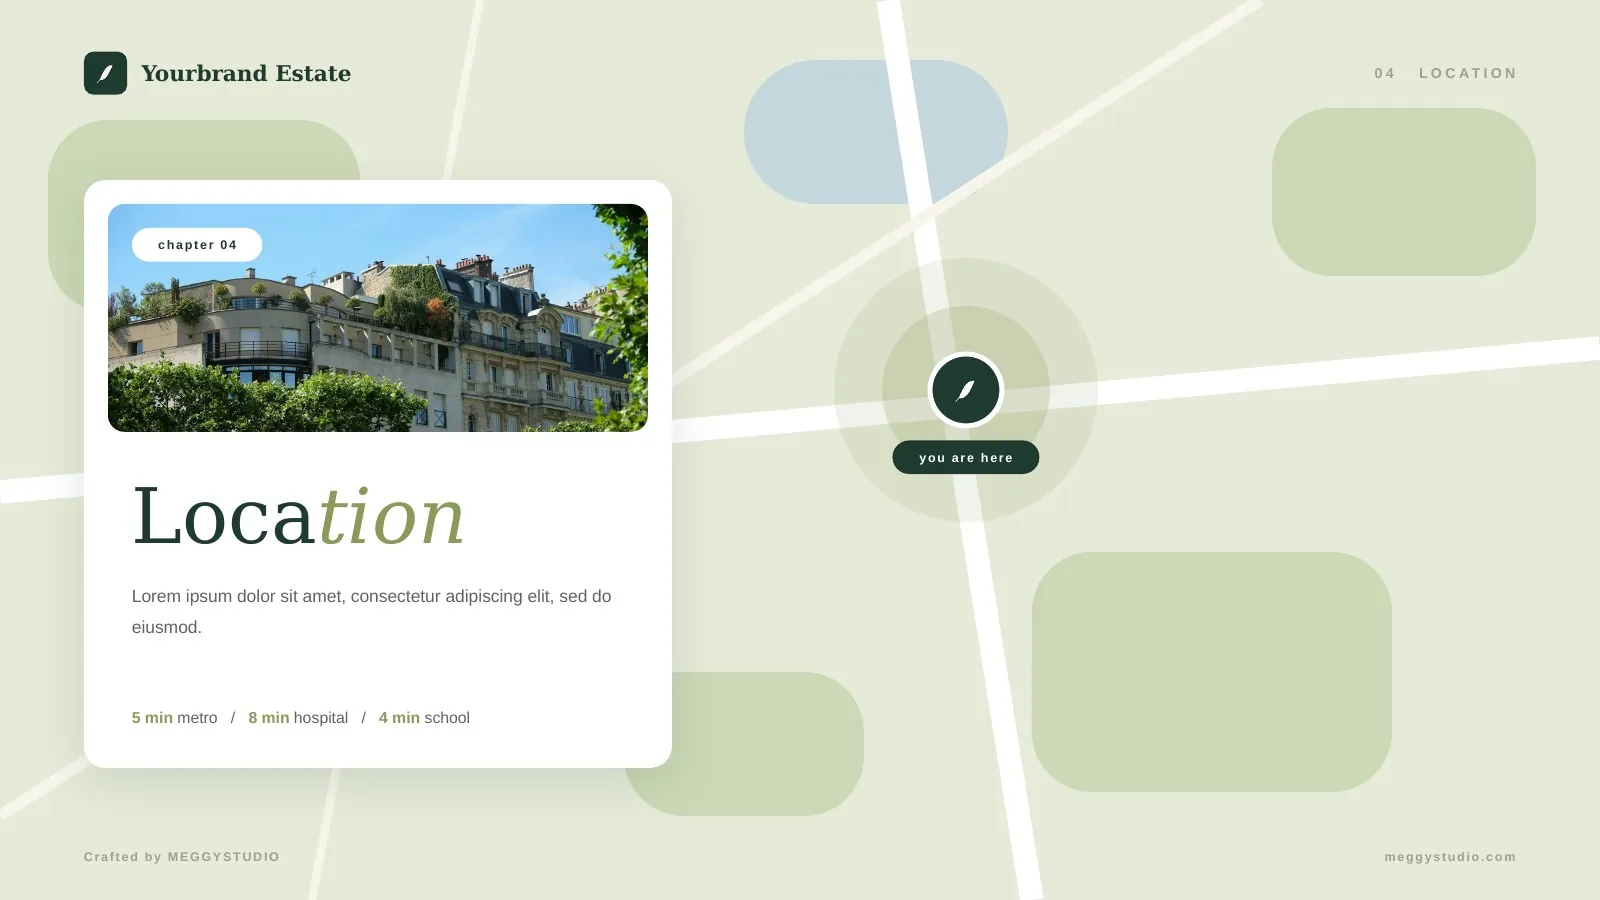 Yourbrand Estate
04 LOCATION
chapter 04
Location
Lorem ipsum dolor sit amet, consectetur adipiscing elit, sed do
eiusmod.
5 min metro / 8 min hospital / 4 min school
you are here
Crafted by MEGGYSTUDIO
meggystudio.com